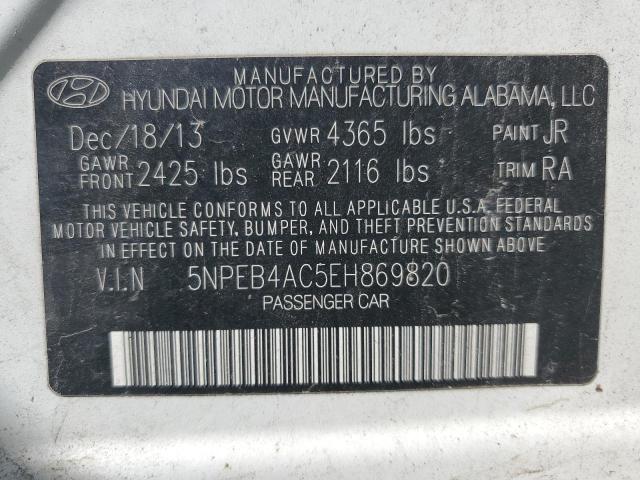 MANUFACTURED BY
HYUNDAI MOTOR MANUFACTURING ALABAMA, LLC
Dec/18/13 GVWR 4365 lbs PAINT JR
GAWR FRONT 2425 lbs GAWR REAR 2116 lbs TRIM RA
THIS VEHICLE CONFORMS TO ALL APPLICABLE U.S.A. FEDERAL
MOTOR VEHICLE SAFETY, BUMPER, AND THEFT PREVENTION STANDARDS
IN EFFECT ON THE DATE OF MANUFACTURE SHOWN ABOVE
V.I.N 5NPEB4AC5EH869820
PASSENGER CAR